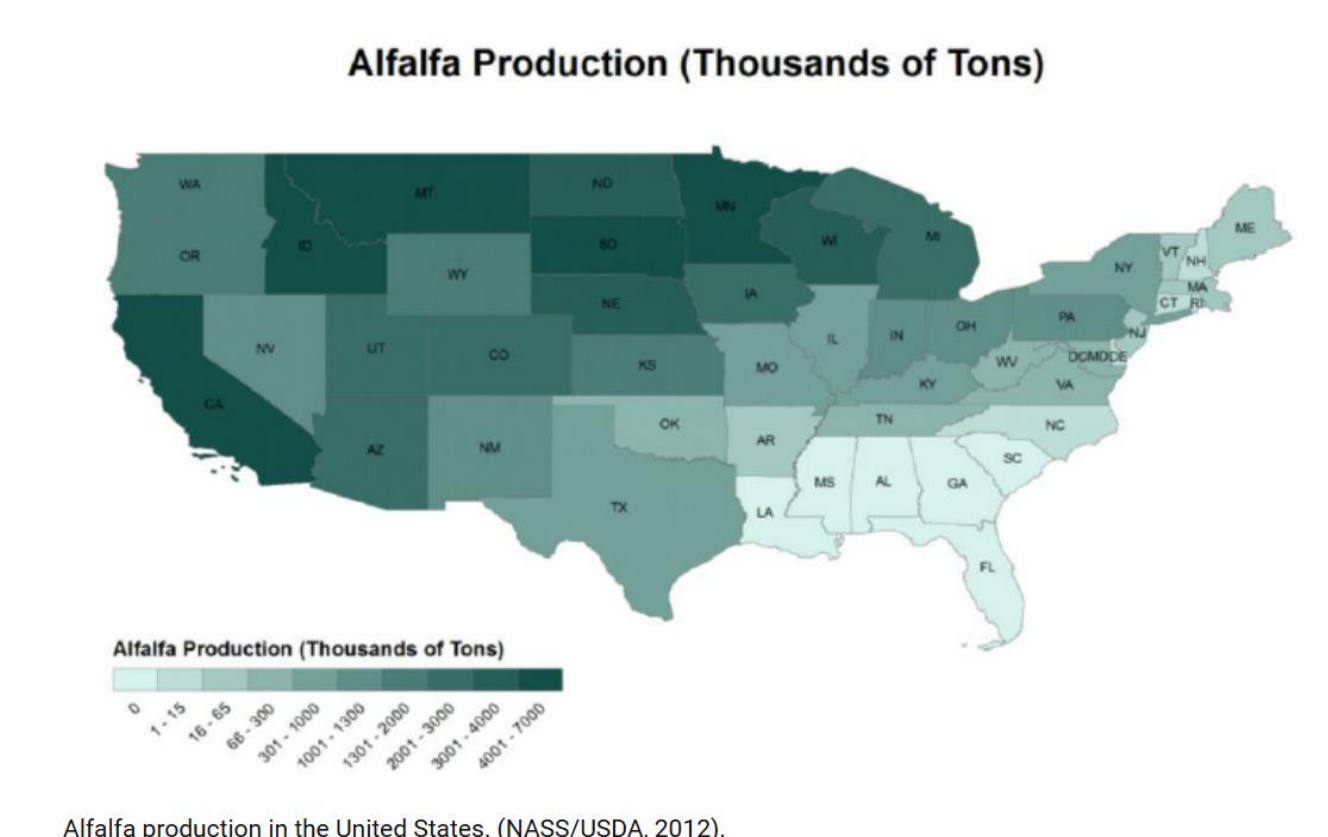 Alfalfa Production (Thousands of Tons)
WA
MT
ND
MN
OR
ID
SD
WI
MI
ME
VT
NH
WY
NY
MA
IA
NE
CT
RI
PA
NV
UT
CO
IL
IN
OH
NJ
KS
MO
WV
DCMDDE
KY
VA
CA
AZ
NM
OK
AR
TN
NC
SC
TX
LA
MS
AL
GA
FL
Alfalfa Production (Thousands of Tons)
0
1 - 15
16 - 65
66 - 300
301 - 1000
1001 - 1300
1301 - 2000
2001 - 3000
3001 - 4000
4001 - 7000
Alfalfa production in the United States. (NASS/USDA, 2012).